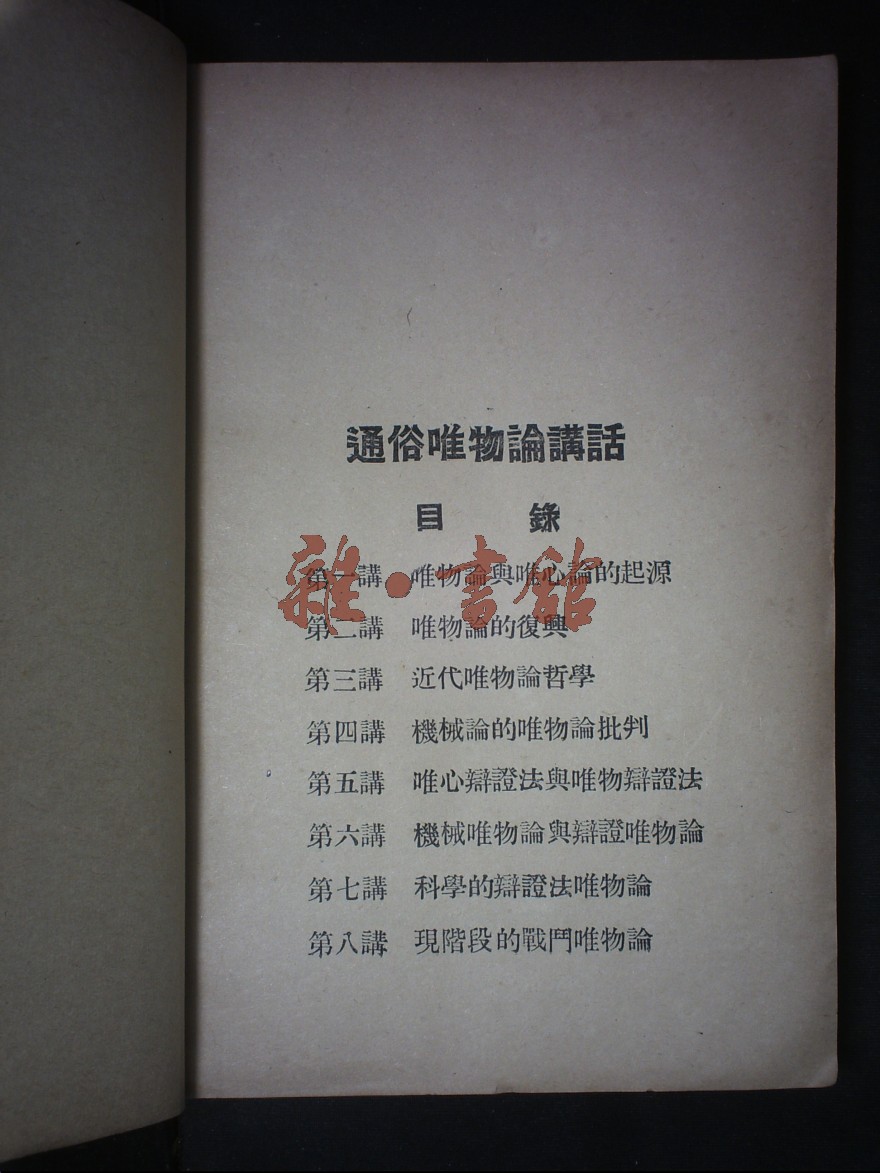 通俗唯物論講話
目　錄
第一講　唯物論與唯心論的起源
雜·書館
第二講　唯物論的復興
第三講　近代唯物論哲學
第四講　機械論的唯物論批判
第五講　唯心辯證法與唯物辯證法
第六講　機械唯物論與辯證唯物論
第七講　科學的辯證法唯物論
第八講　現階段的戰鬥唯物論